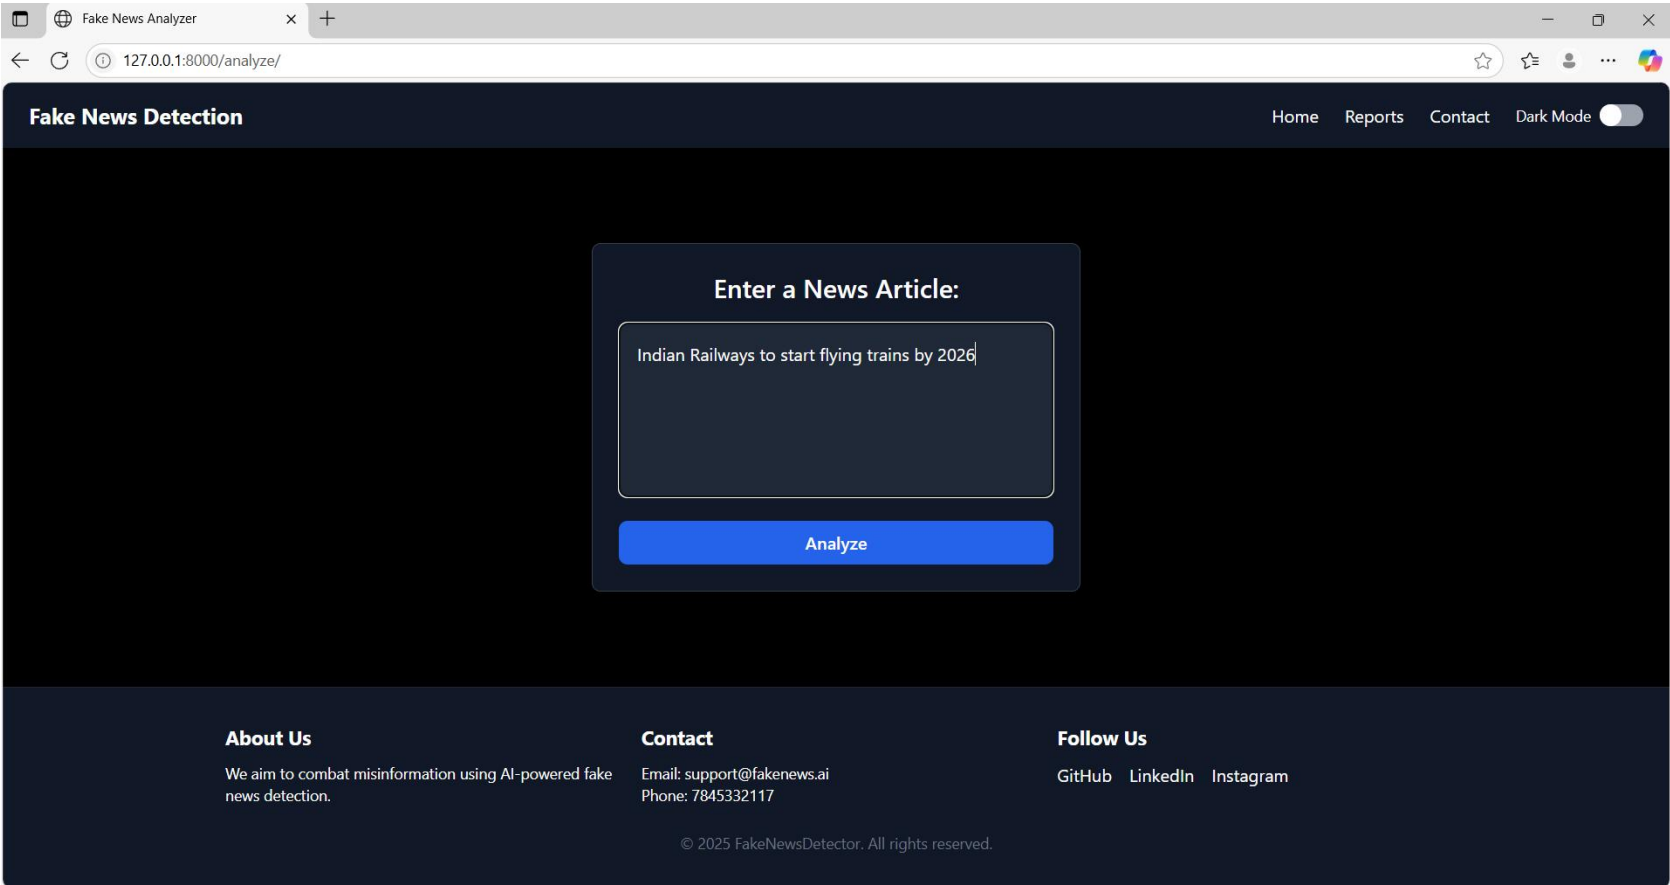 Fake News Analyzer
127.0.0.1:8000/analyze/
Fake News Detection
Home Reports Contact Dark Mode
Enter a News Article:
Indian Railways to start flying trains by 2026
Analyze
About Us
We aim to combat misinformation using AI-powered fake
news detection.
Contact
Email: support@fakenews.ai
Phone: 7845332117
Follow Us
GitHub LinkedIn Instagram
© 2025 FakeNewsDetector. All rights reserved.